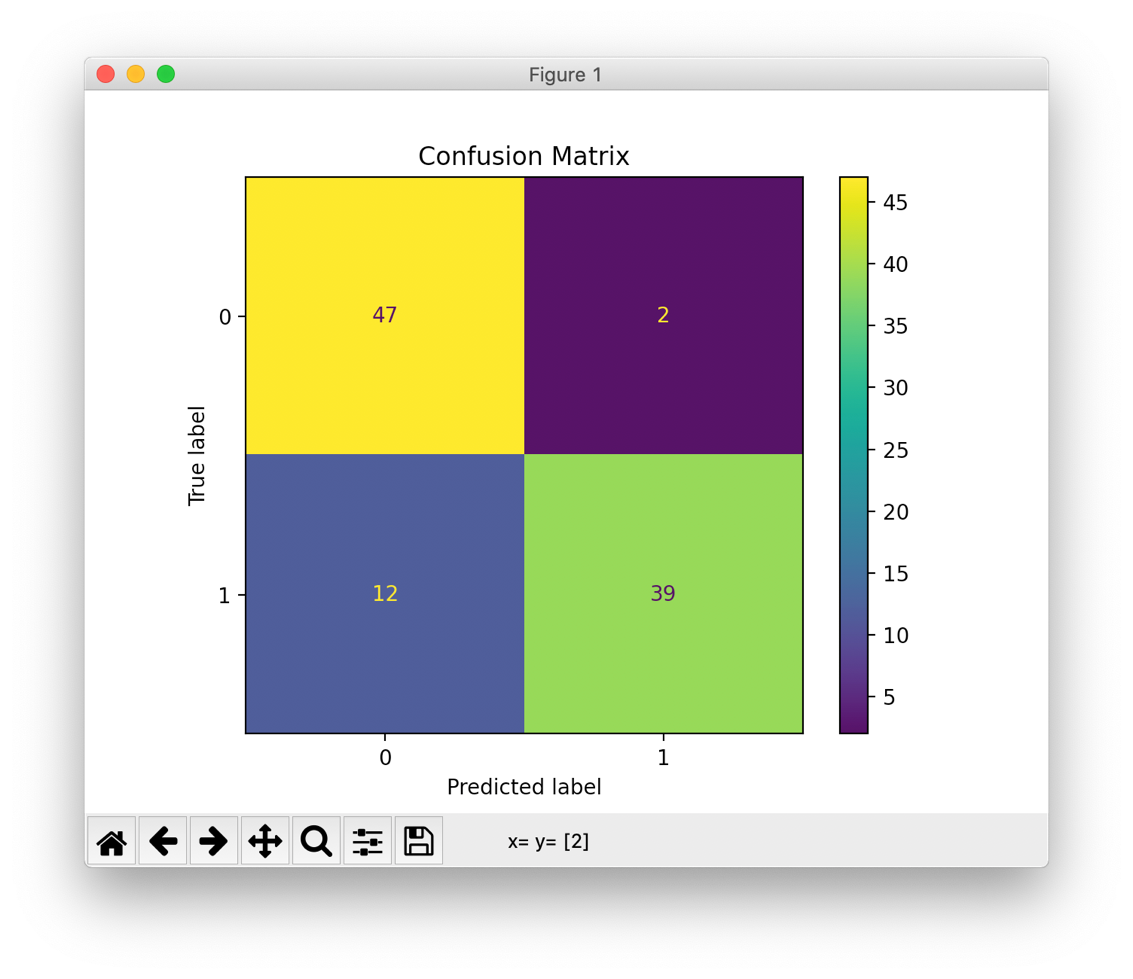 Figure 1
Confusion Matrix
0 47 2
1 12 39
0 1
True label
Predicted label
45
40
35
30
25
20
15
10
5
x= y= [2]